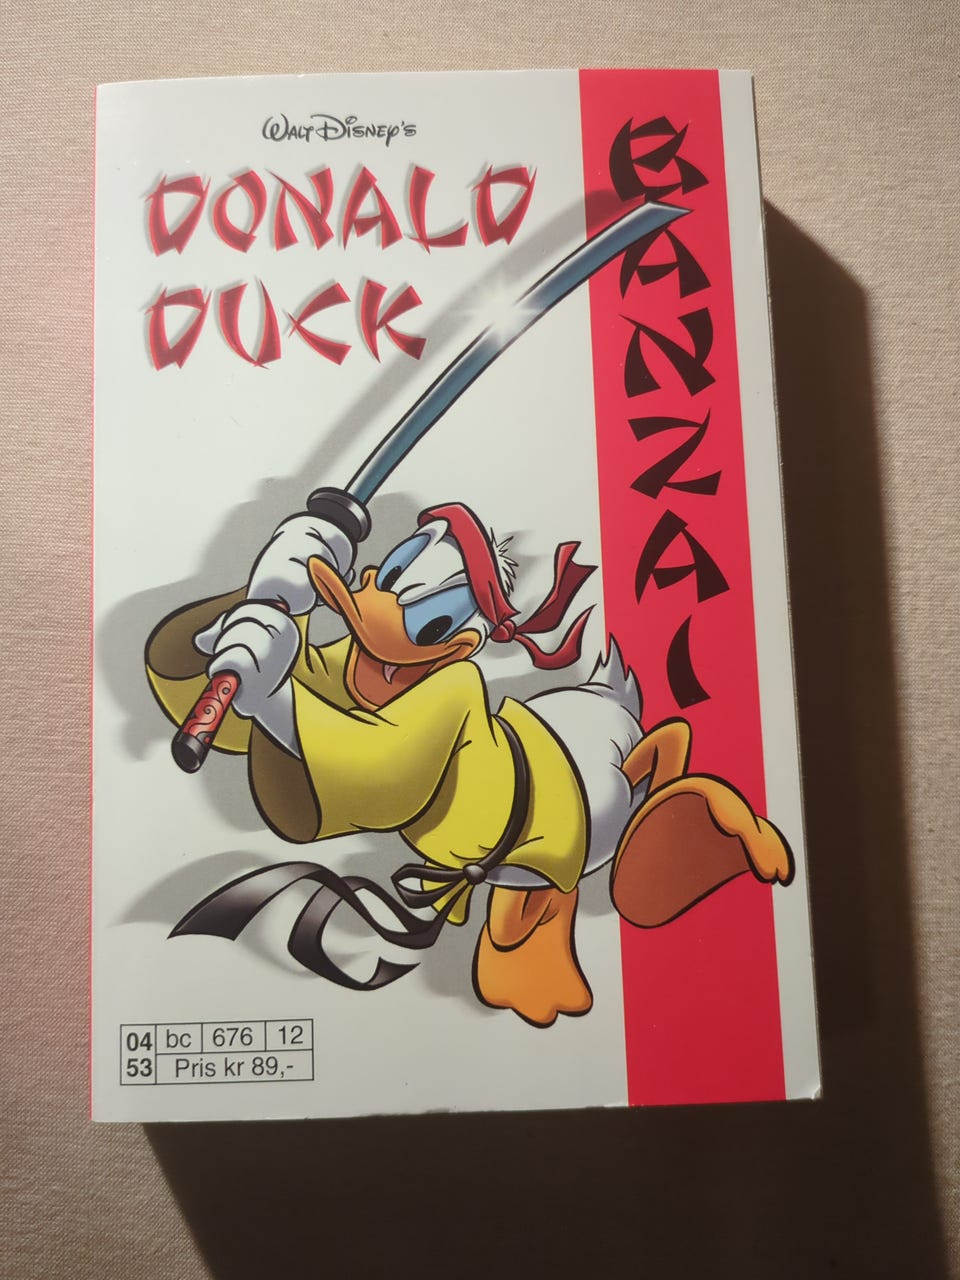 WALT DISNEY'S
DONALD
DUCK
BANZAI
04 bc 676 12
53 Pris kr 89,-